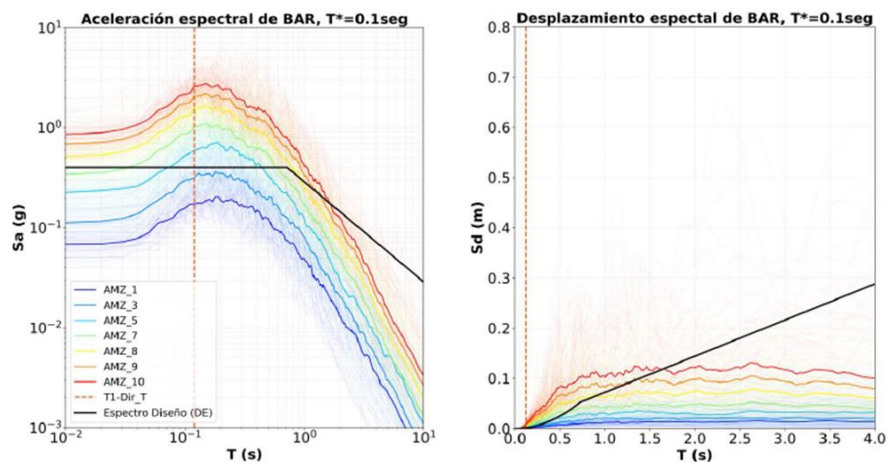 Aceleración espectral de BAR, T*=0.1seg
10¹
10⁰
10⁻¹
10⁻²
10⁻³
Sa (g)
AMZ_1
AMZ_3
AMZ_5
AMZ_7
AMZ_8
AMZ_9
AMZ_10
T1-Dir_T
Espectro Diseño (DE)
10⁻² 10⁻¹ 10⁰ 10¹
T (s)
Desplazamiento espectal de BAR, T*=0.1seg
0.8
0.7
0.6
0.5
0.4
0.3
0.2
0.1
0.0
Sd (m)
0.0 0.5 1.0 1.5 2.0 2.5 3.0 3.5 4.0
T (s)